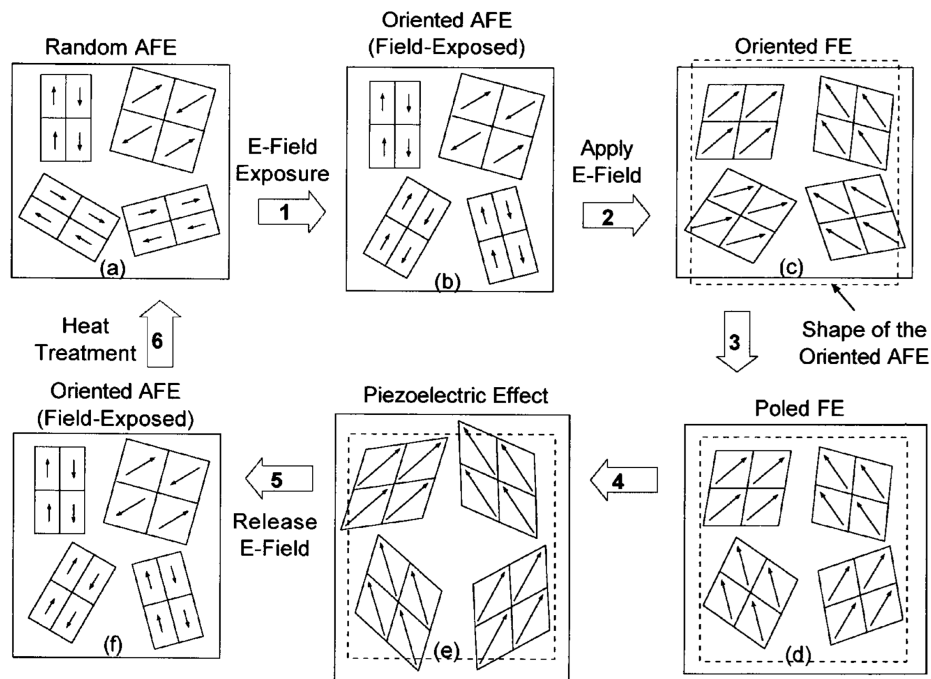 Random AFE
(a)
E-Field
Exposure
1
Oriented AFE
(Field-Exposed)
(b)
Apply
E-Field
2
Oriented FE
(c)
Shape of the
Oriented AFE
3
Poled FE
(d)
4
Piezoelectric Effect
(e)
5
Release
E-Field
Oriented AFE
(Field-Exposed)
(f)
Heat
Treatment
6